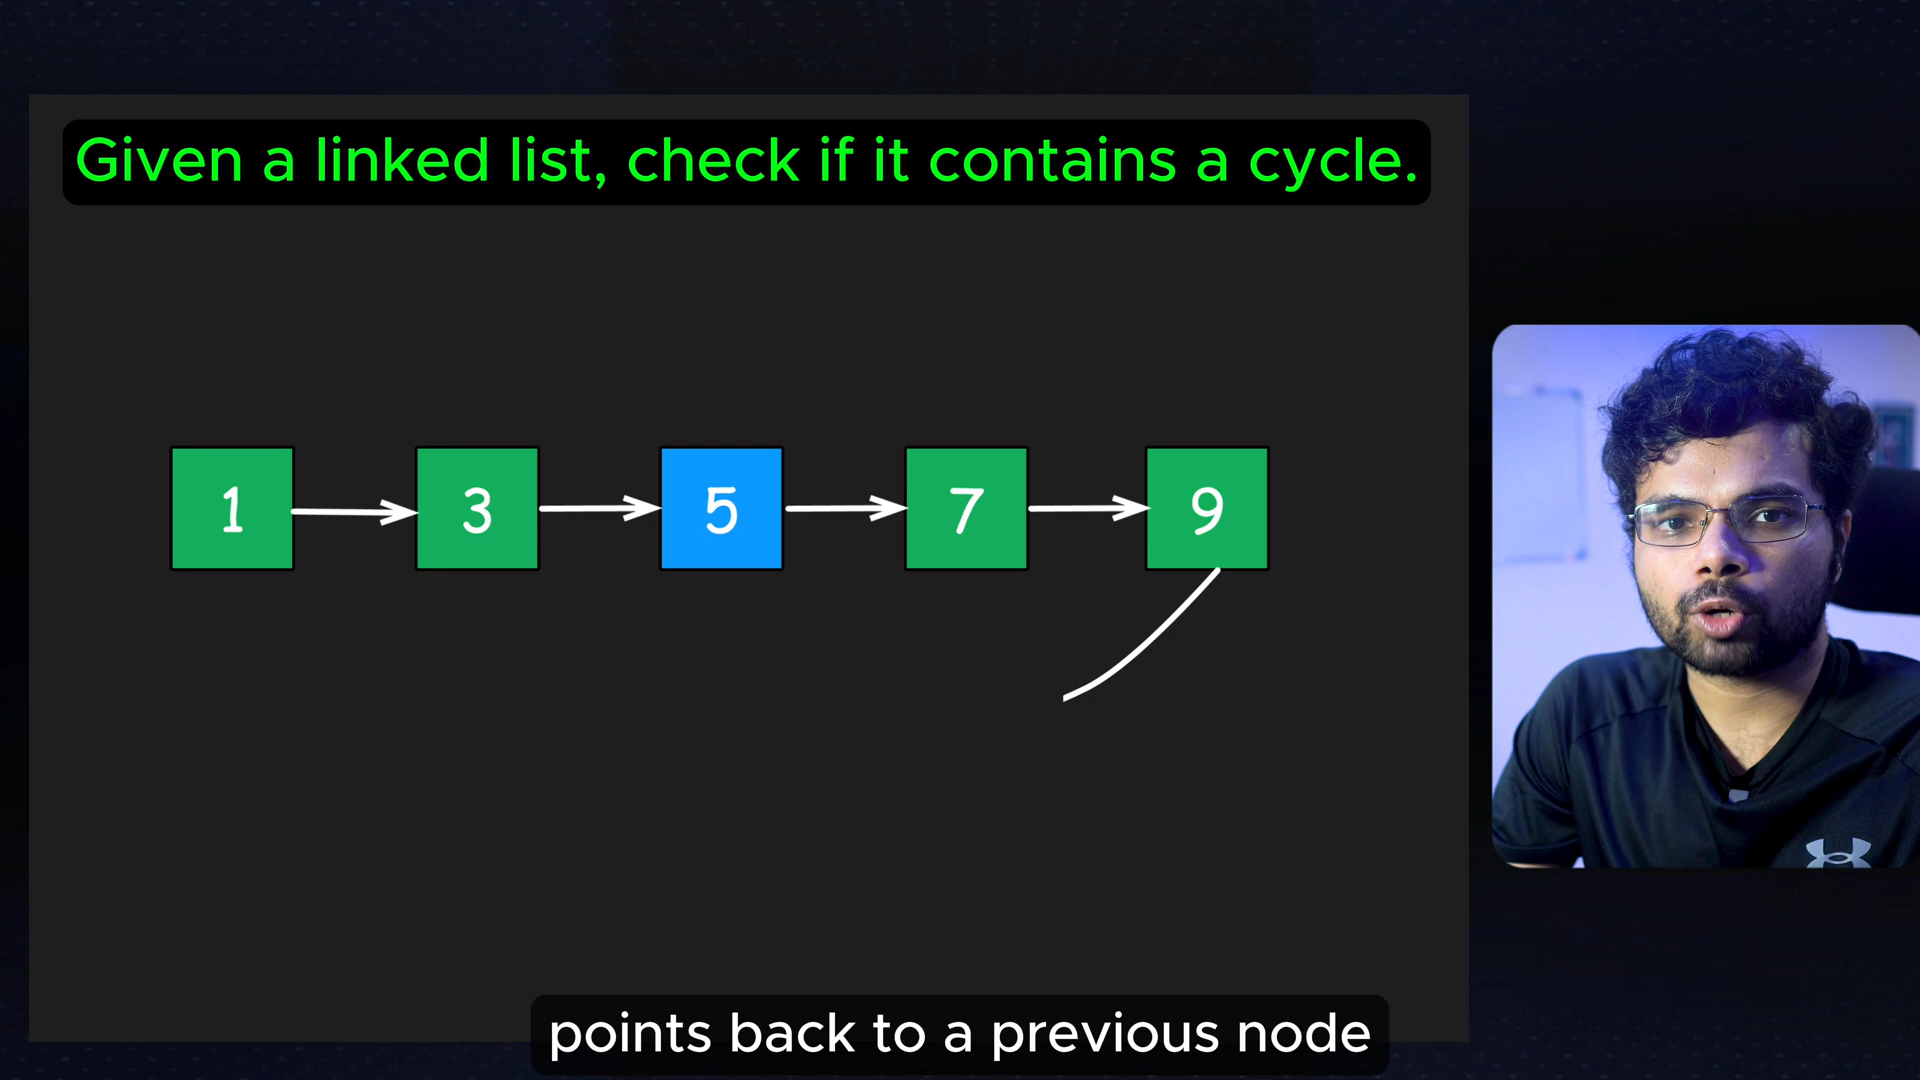 Given a linked list, check if it contains a cycle.
1 3 5 7 9
points back to a previous node